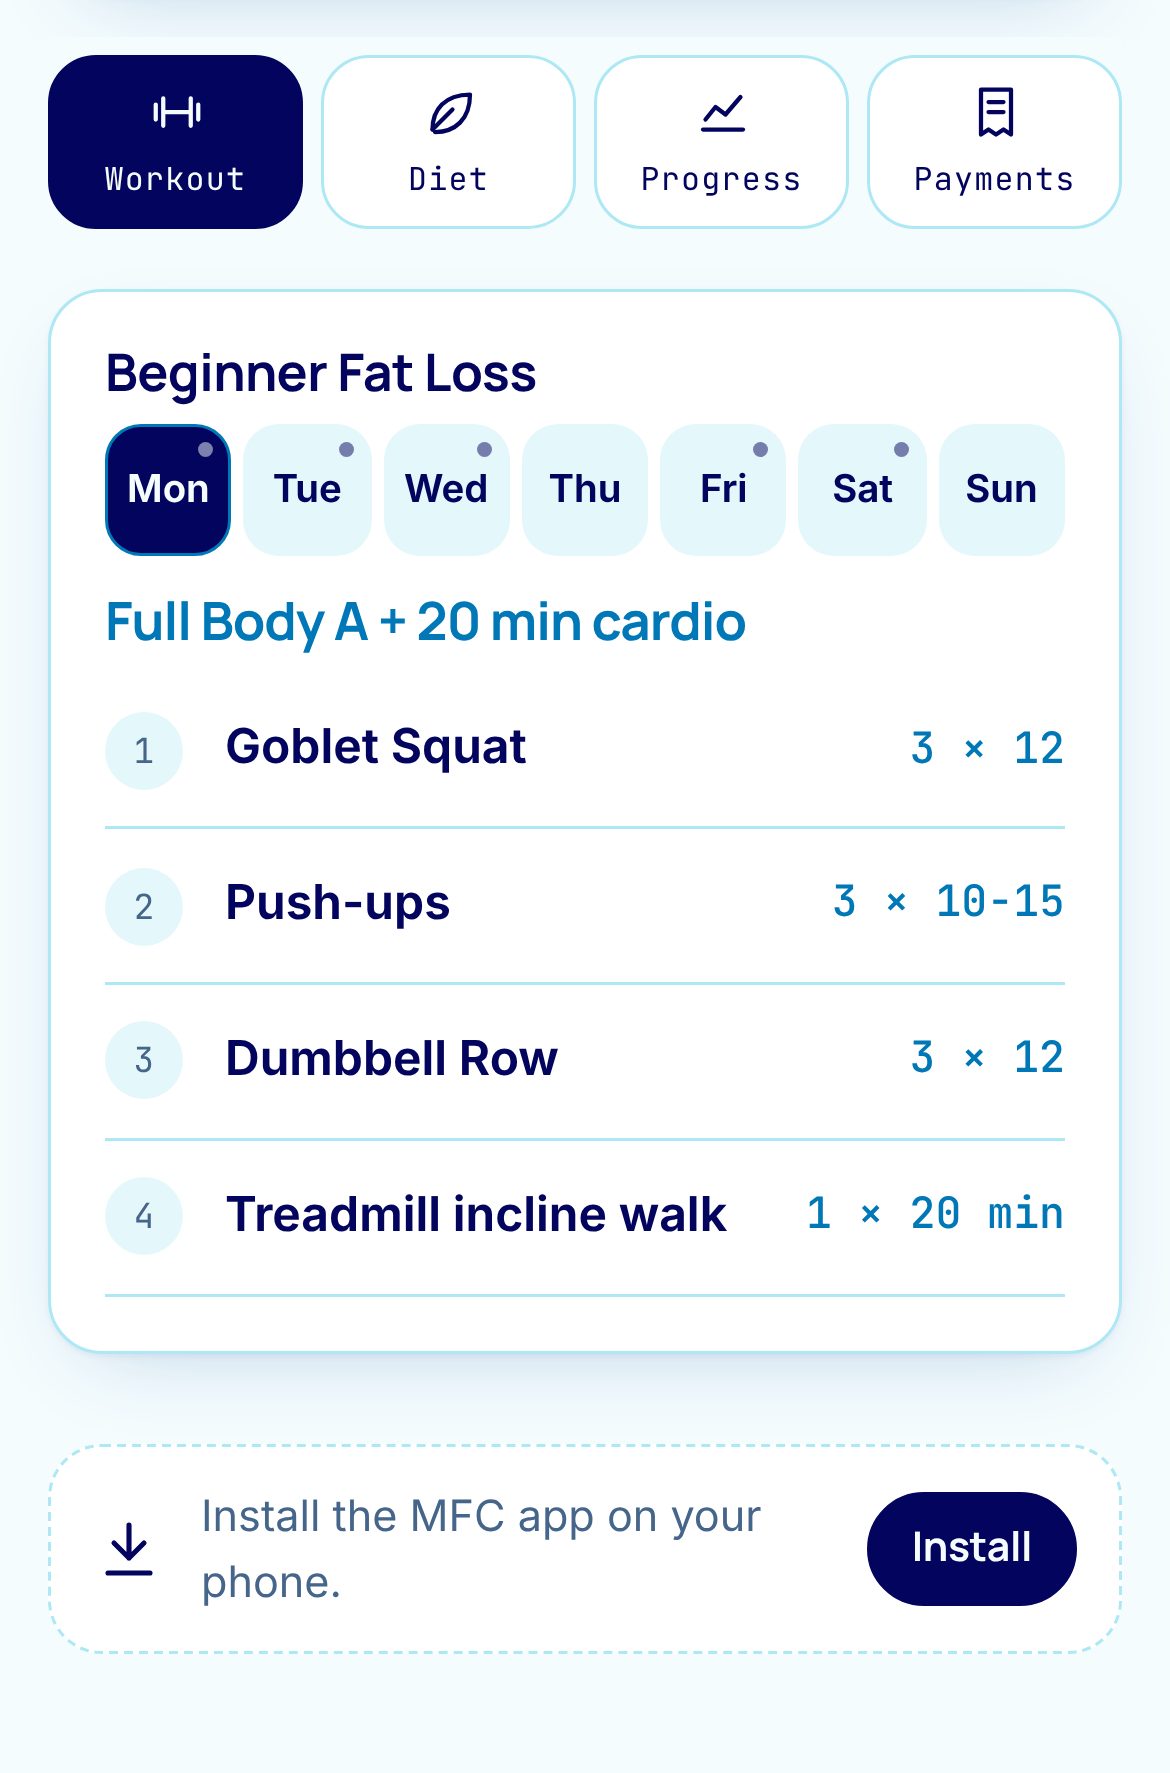 Workout
Diet
Progress
Payments
Beginner Fat Loss
Mon
Tue
Wed
Thu
Fri
Sat
Sun
Full Body A + 20 min cardio
1 Goblet Squat 3 × 12
2 Push-ups 3 × 10-15
3 Dumbbell Row 3 × 12
4 Treadmill incline walk 1 × 20 min
Install the MFC app on your
phone.
Install